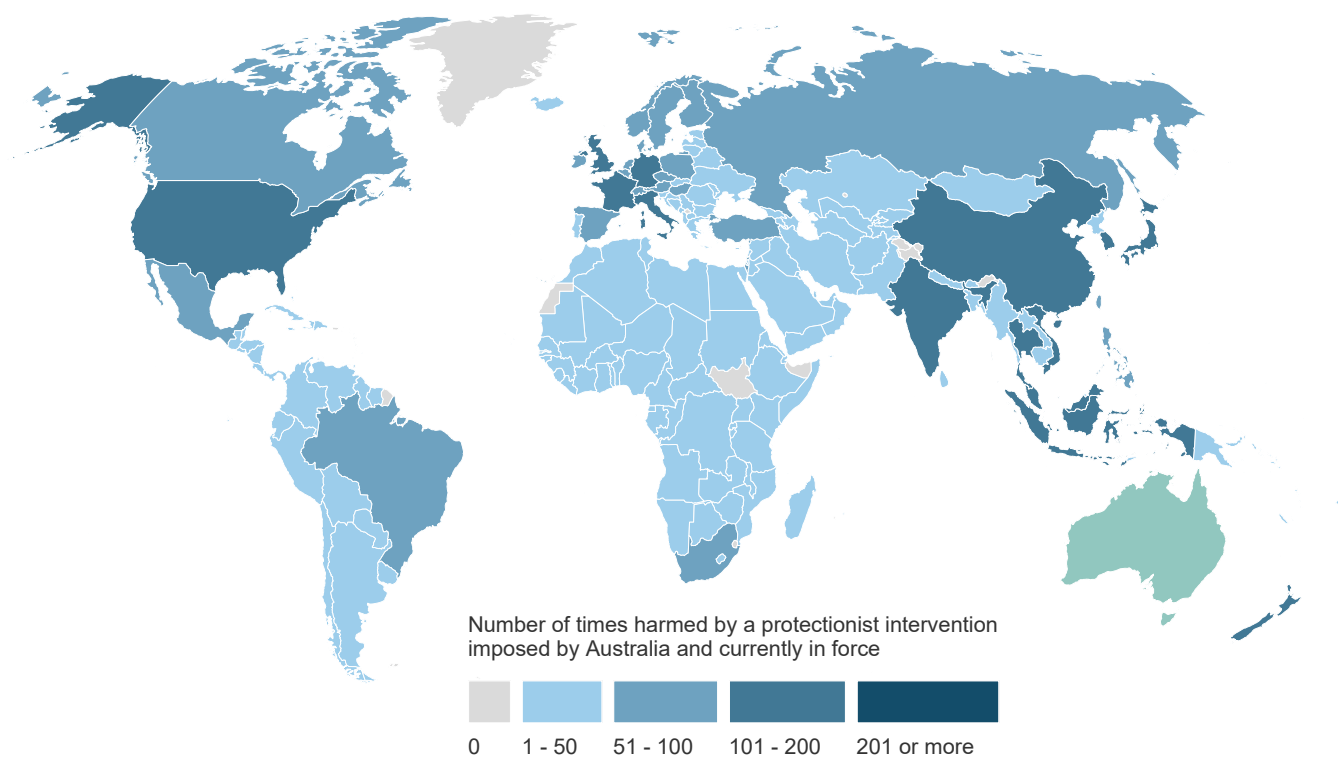 Number of times harmed by a protectionist intervention
imposed by Australia and currently in force
0
1 - 50
51 - 100
101 - 200
201 or more